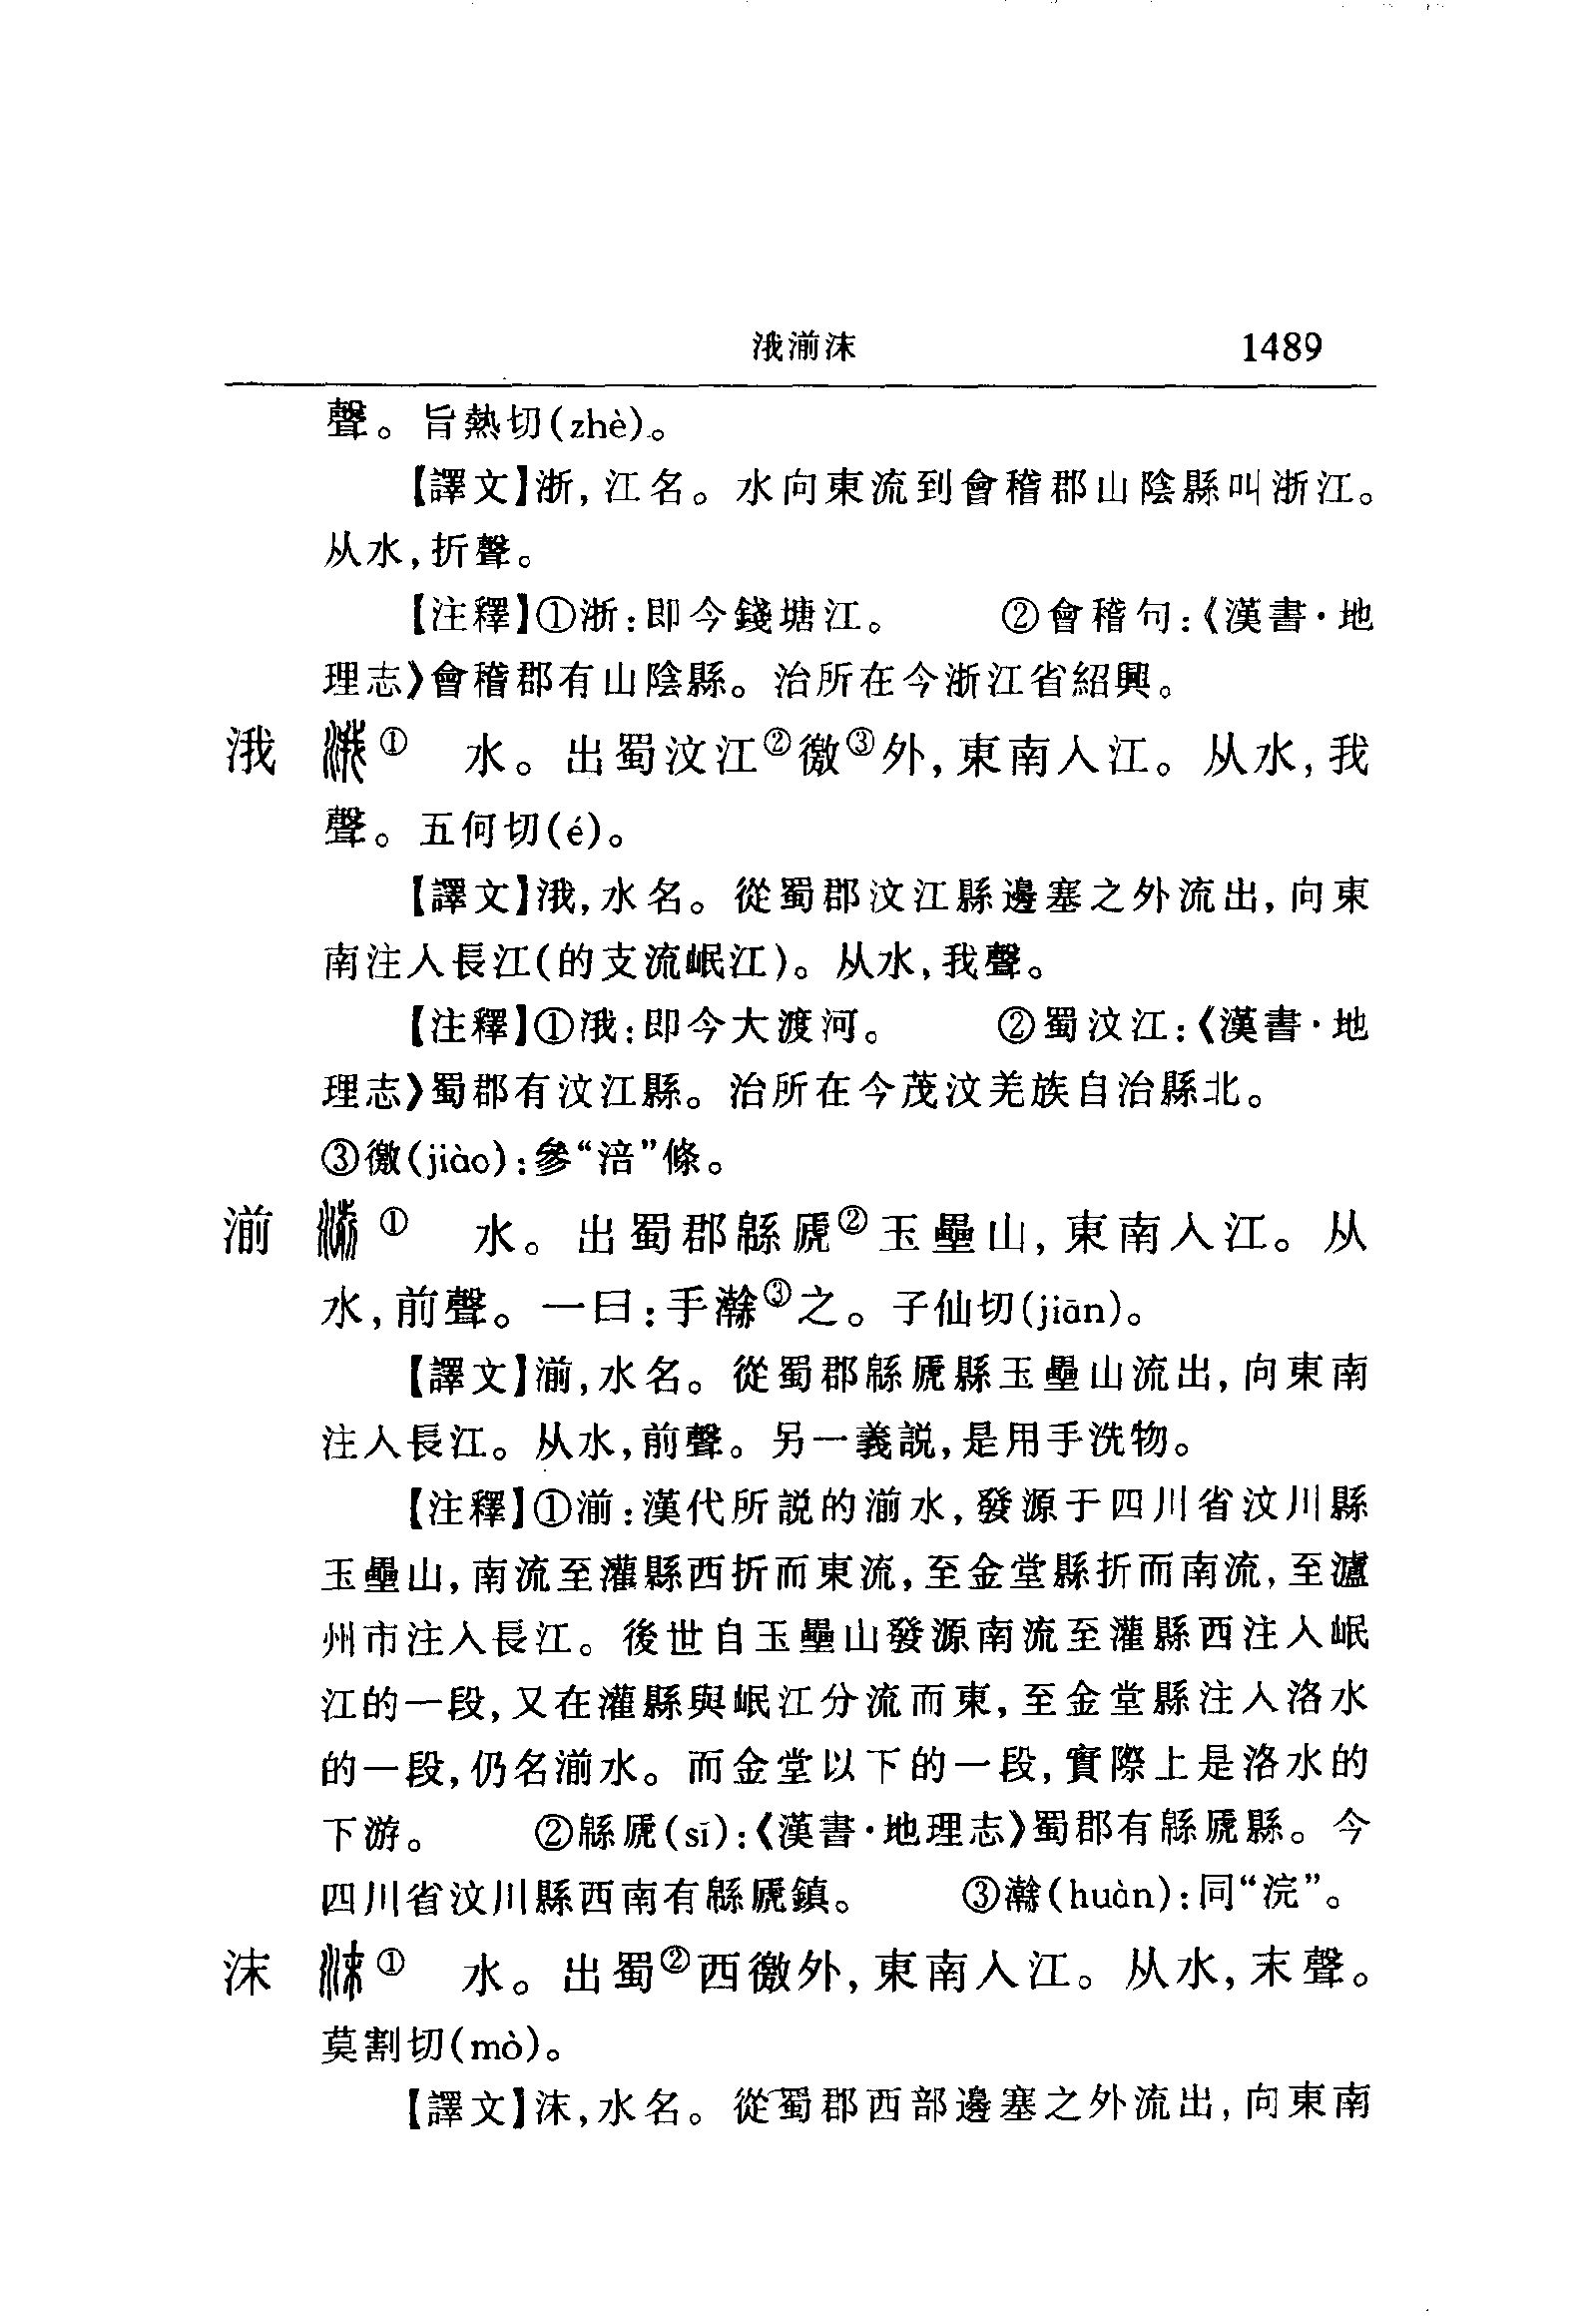 涐湔沫 1489
聲。旨熱切(zhè)。
【譯文】浙，江名。水向東流到會稽郡山陰縣叫浙江。
从水，折聲。
【注釋】①浙：即今錢塘江。 ②會稽句：《漢書·地
理志》會稽郡有山陰縣。治所在今浙江省紹興。
涐 涐① 水。出蜀汶江②徼③外，東南入江。从水，我
聲。五何切(é)。
【譯文】涐，水名。從蜀郡汶江縣邊塞之外流出，向東
南注入長江(的支流岷江)。从水，我聲。
【注釋】①涐：即今大渡河。 ②蜀汶江：《漢書·地
理志》蜀郡有汶江縣。治所在今茂汶羌族自治縣北。
③徼(jiào)：參“涪”條。
湔 湔① 水。出蜀郡緜虒②玉壘山，東南入江。从
水，前聲。一曰：手㶕③之。子仙切(jiān)。
【譯文】湔，水名。從蜀郡緜虒縣玉壘山流出，向東南
注入長江。从水，前聲。另一義説，是用手洗物。
【注釋】①湔：漢代所説的湔水，發源于四川省汶川縣
玉壘山，南流至灌縣西折而東流，至金堂縣折而南流，至瀘
州市注入長江。後世自玉壘山發源南流至灌縣西注入岷
江的一段，又在灌縣與岷江分流而東，至金堂縣注入洛水
的一段，仍名湔水。而金堂以下的一段，實際上是洛水的
下游。 ②緜虒(sī)：《漢書·地理志》蜀郡有緜虒縣。今
四川省汶川縣西南有緜虒鎮。 ③㶕(huàn)：同“浣”。
沫 沫① 水。出蜀②西徼外，東南入江。从水，末聲。
莫割切(mò)。
【譯文】沫，水名。從蜀郡西部邊塞之外流出，向東南